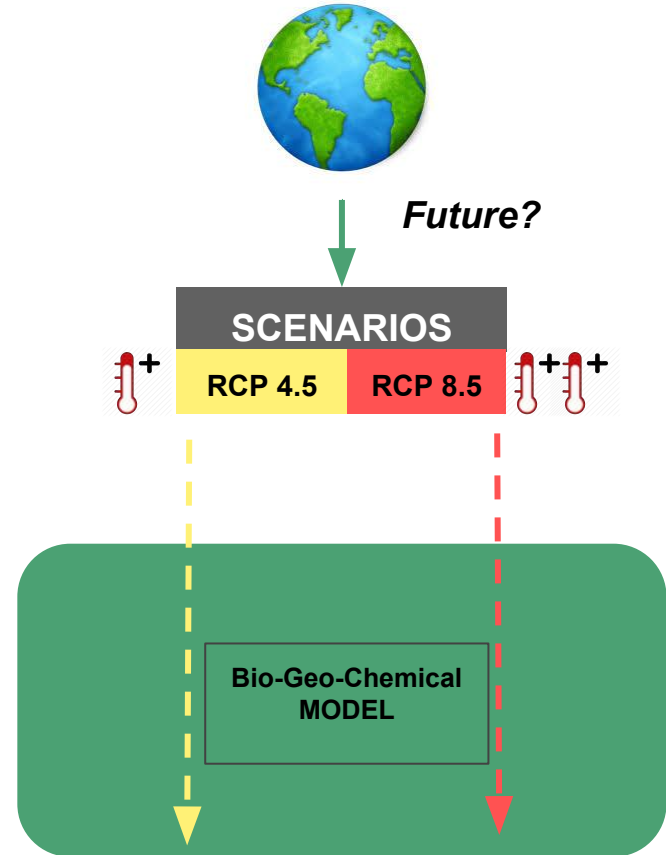 Future?
SCENARIOS
+ RCP 4.5 RCP 8.5 + +
Bio-Geo-Chemical
MODEL